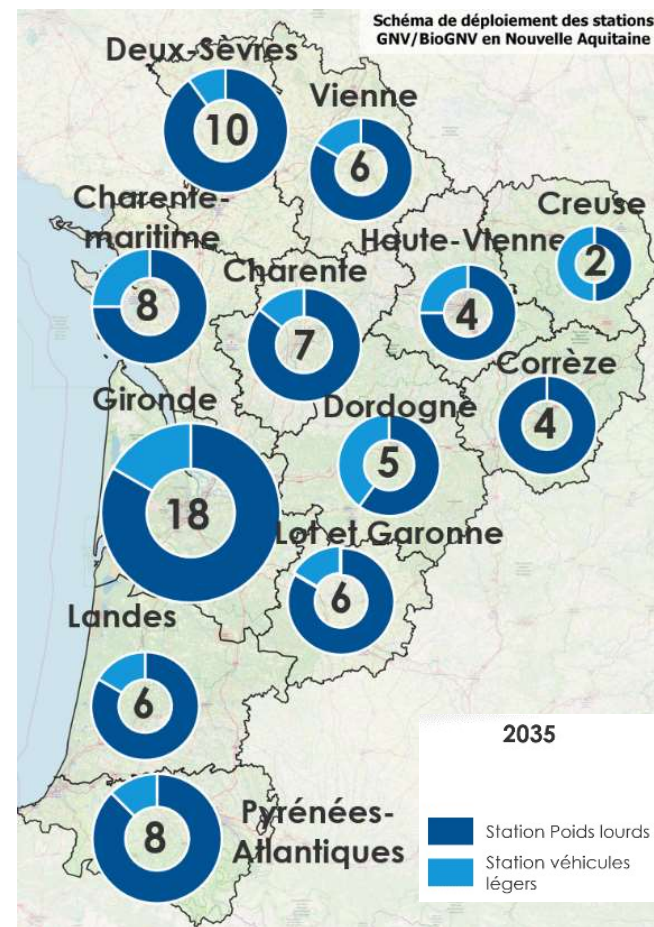 Schéma de déploiement des stations
GNV/BioGNV en Nouvelle Aquitaine
Deux-Sèvres
10
Vienne
6
Charente-
maritime
8
Creuse
2
Haute-Vienne
4
Charente
7
Corrèze
4
Gironde
18
Dordogne
5
Lot et Garonne
6
Landes
6
2035
Pyrénées-
Atlantiques
8
Station Poids lourds
Station véhicules
légers